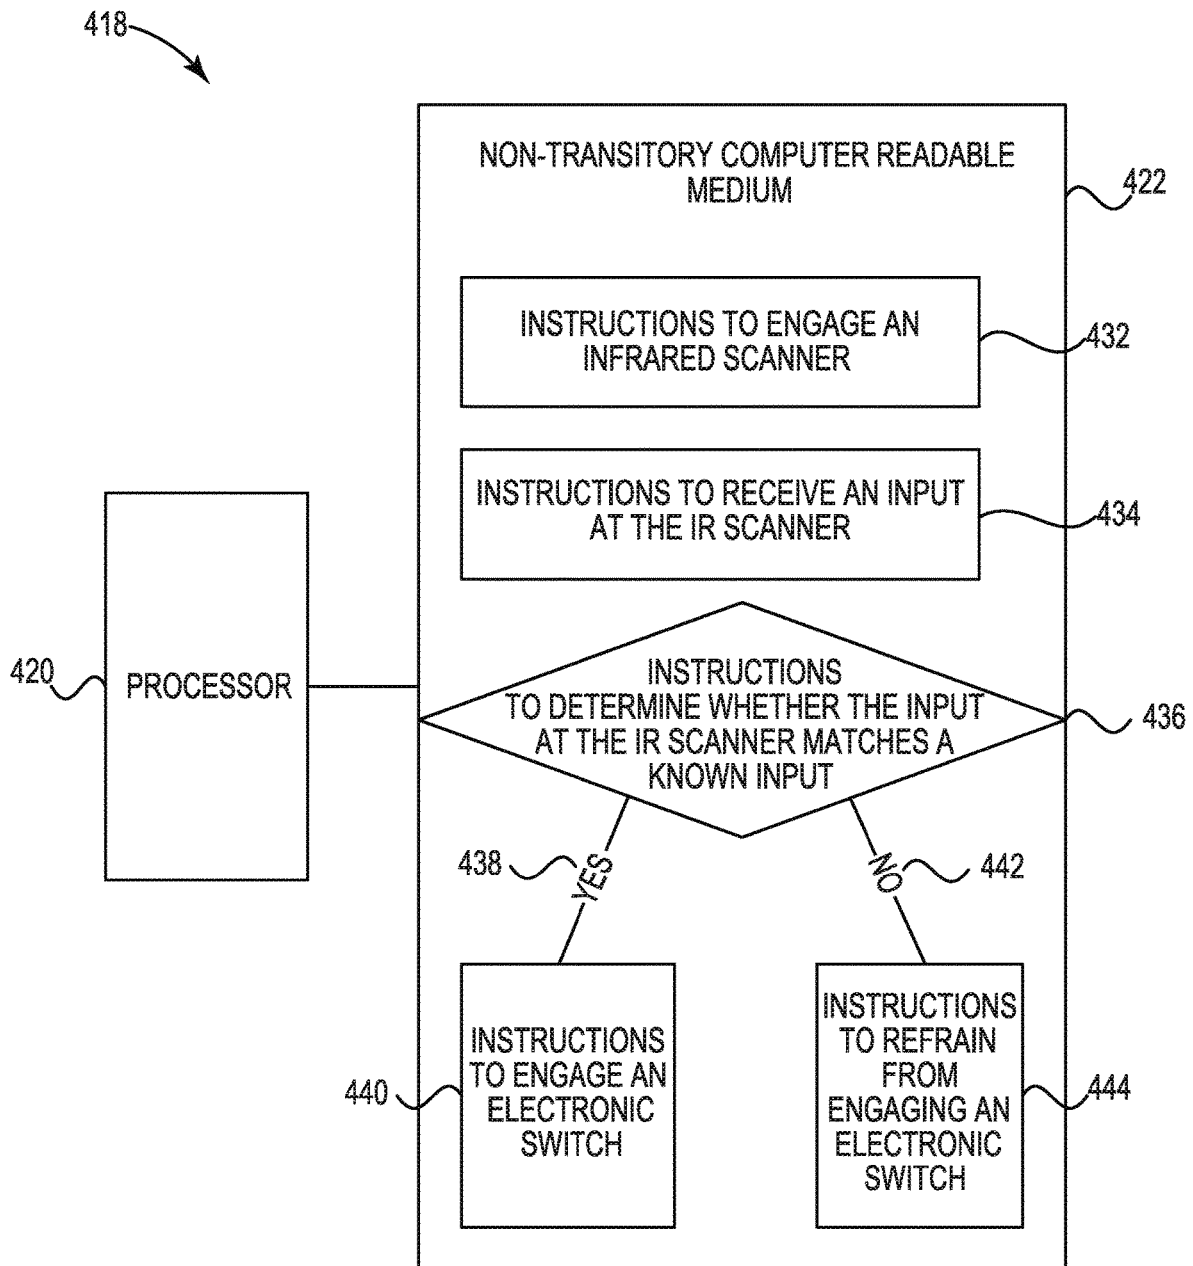 418
NON-TRANSITORY COMPUTER READABLE
MEDIUM
422
INSTRUCTIONS TO ENGAGE AN
INFRARED SCANNER
432
INSTRUCTIONS TO RECEIVE AN INPUT
AT THE IR SCANNER
434
420
PROCESSOR
INSTRUCTIONS
TO DETERMINE WHETHER THE INPUT
AT THE IR SCANNER MATCHES A
KNOWN INPUT
436
438
YES
NO
442
INSTRUCTIONS
TO ENGAGE AN
ELECTRONIC
SWITCH
440
INSTRUCTIONS
TO REFRAIN
FROM
ENGAGING AN
ELECTRONIC
SWITCH
444